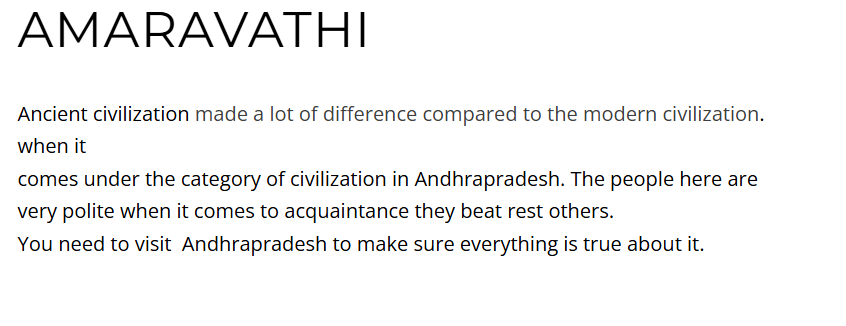 AMARAVATHI
Ancient civilization made a lot of difference compared to the modern civilization.
when it
comes under the category of civilization in Andhrapradesh. The people here are
very polite when it comes to acquaintance they beat rest others.
You need to visit  Andhrapradesh to make sure everything is true about it.